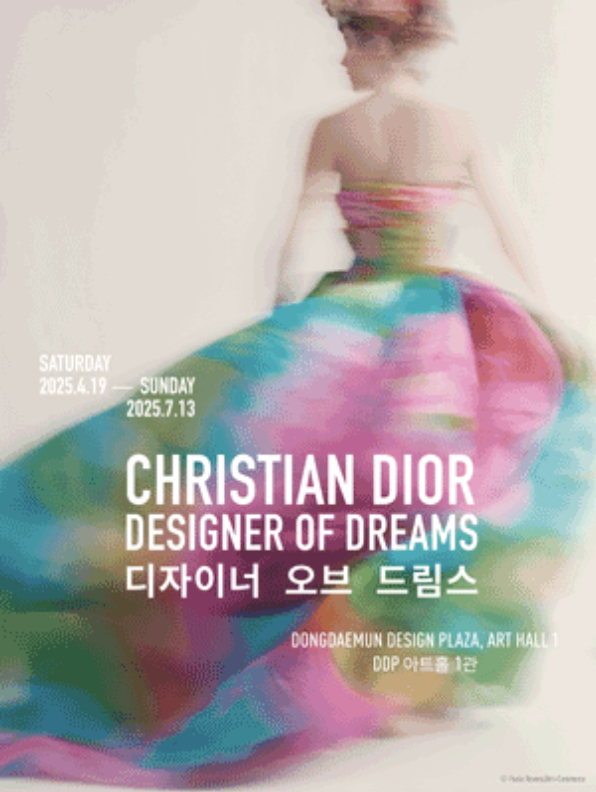 SATURDAY
2025.4.19 — SUNDAY
2025.7.13
CHRISTIAN DIOR
DESIGNER OF DREAMS
디자이너 오브 드림스
DONGDAEMUN DESIGN PLAZA, ART HALL 1
DDP 아트홀 1관